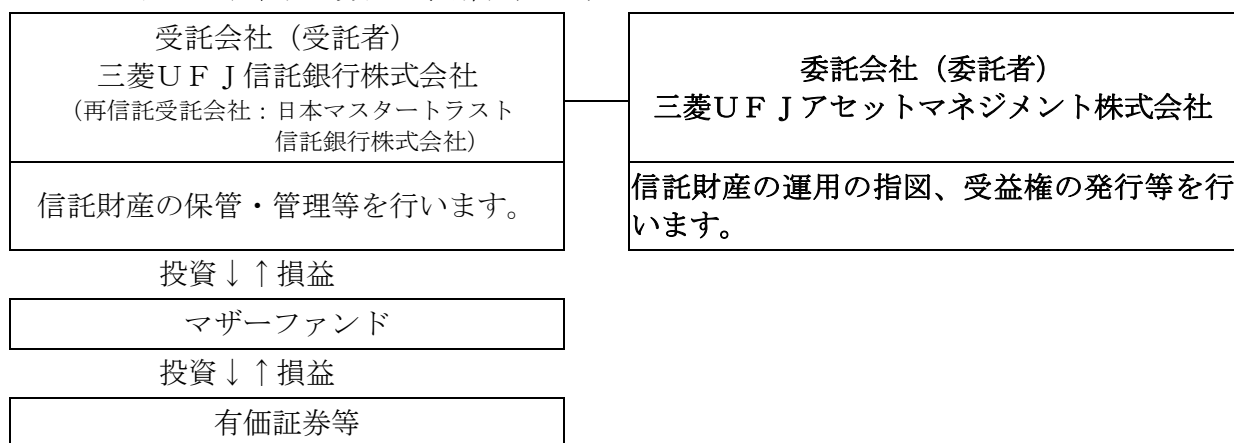 受託会社（受託者）
三菱ＵＦＪ信託銀行株式会社
（再信託受託会社：日本マスタートラスト
信託銀行株式会社）
信託財産の保管・管理等を行います。
委託会社（委託者）
三菱ＵＦＪアセットマネジメント株式会社
信託財産の運用の指図、受益権の発行等を行
います。
投資↓↑損益
マザーファンド
投資↓↑損益
有価証券等